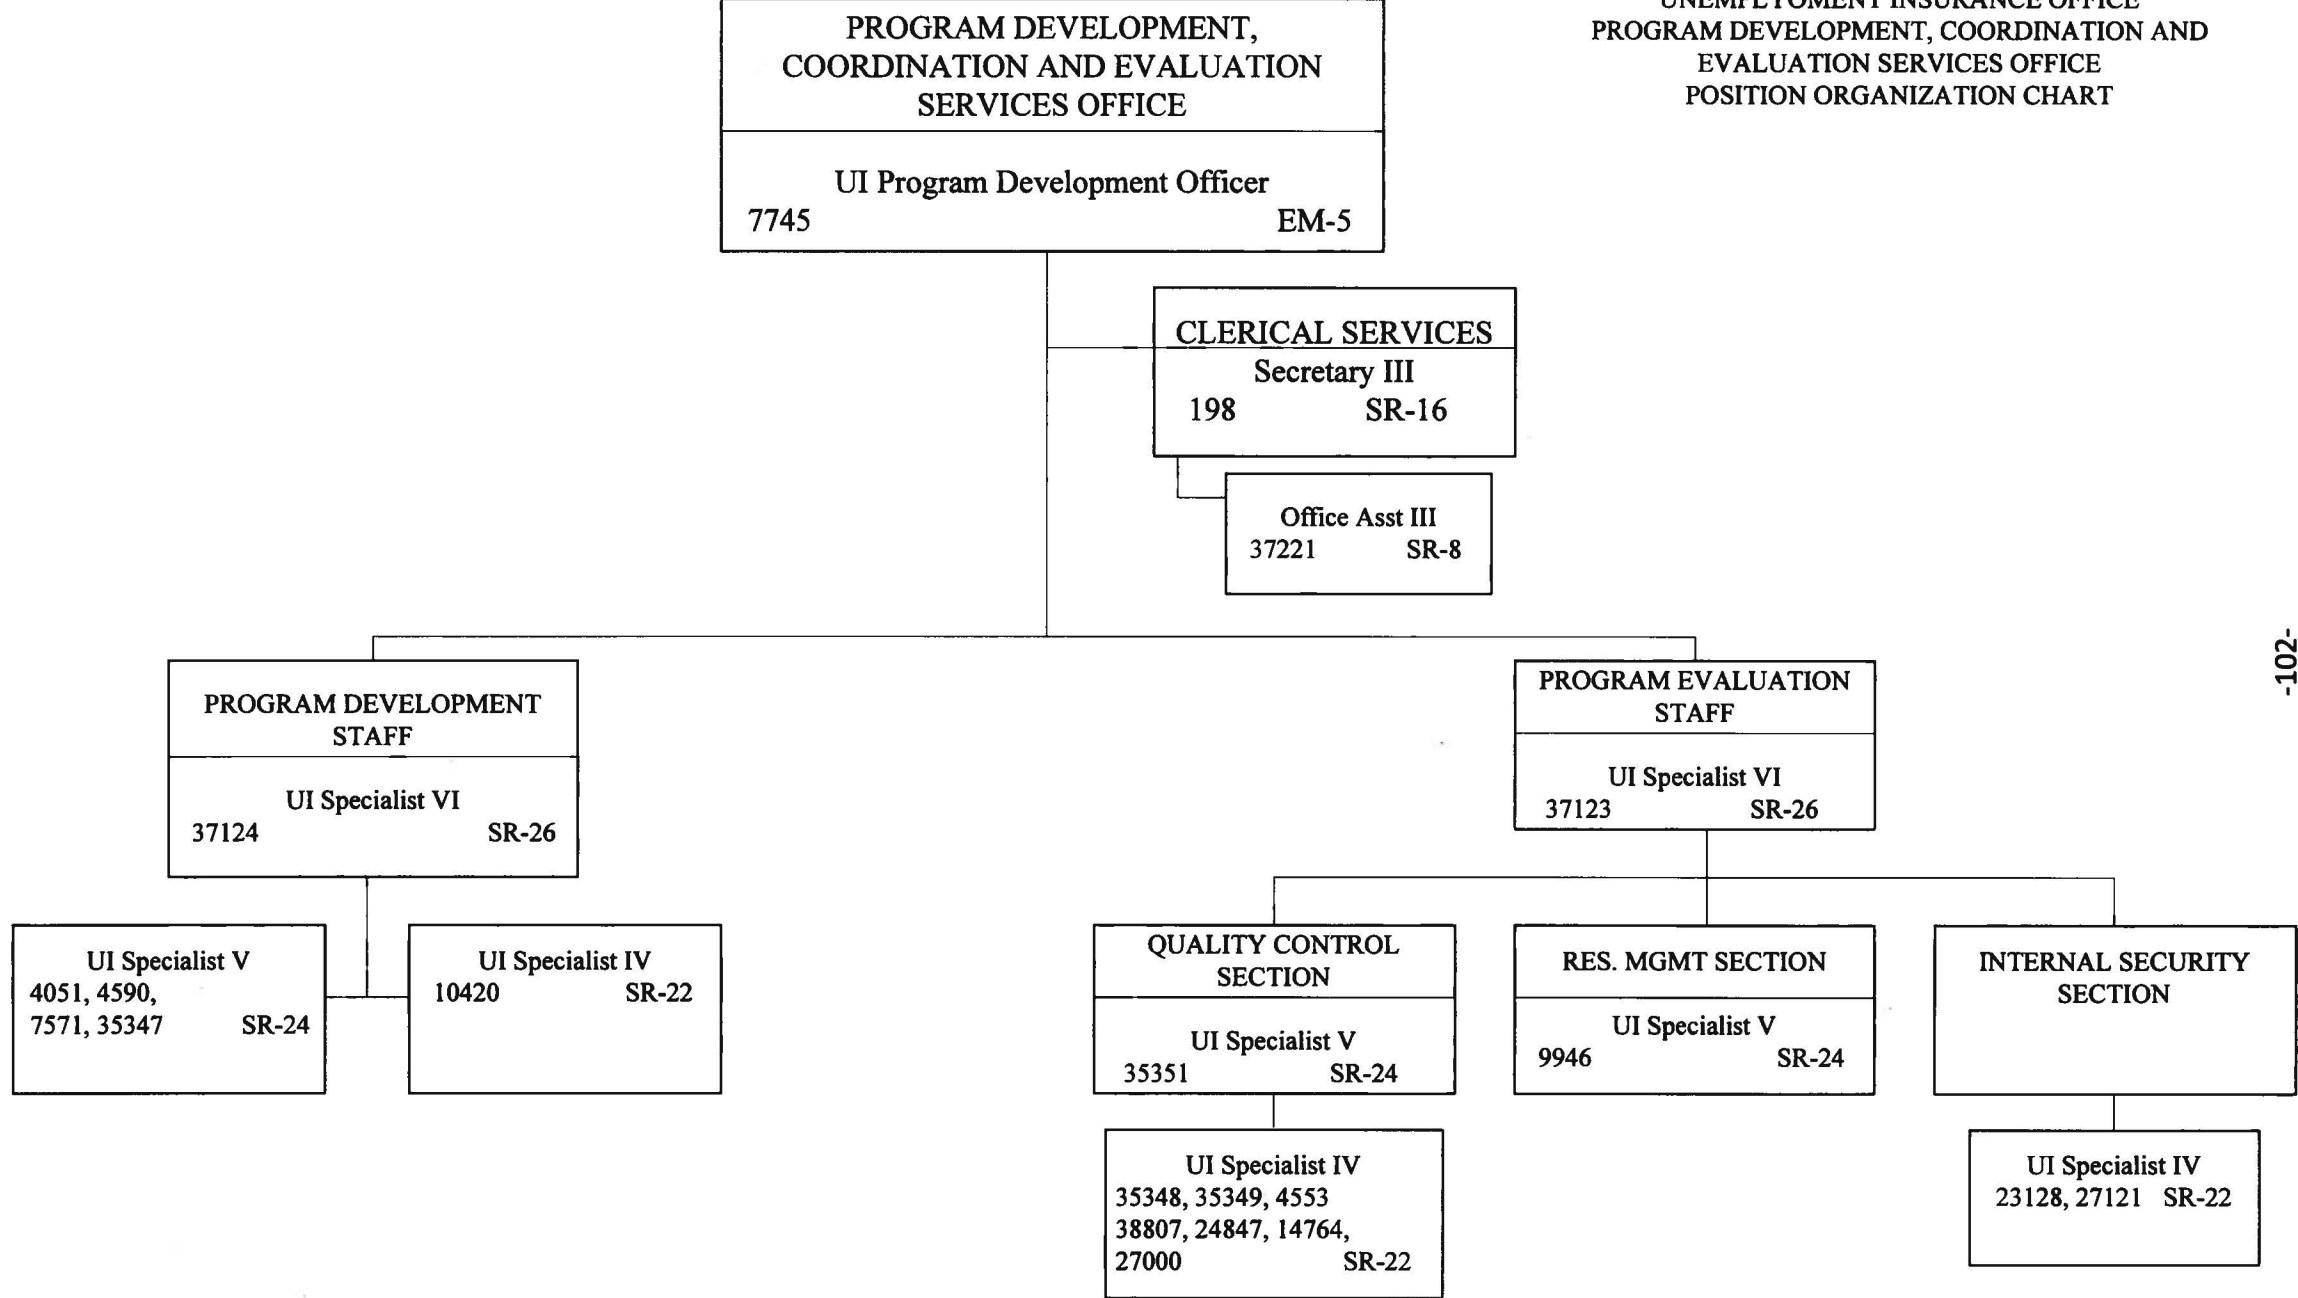 UNEMPLYOMENT INSURANCE OFFICE
PROGRAM DEVELOPMENT, COORDINATION AND
EVALUATION SERVICES OFFICE
POSITION ORGANIZATION CHART
PROGRAM DEVELOPMENT,
COORDINATION AND EVALUATION
SERVICES OFFICE
UI Program Development Officer
7745 EM-5
CLERICAL SERVICES
Secretary III
198 SR-16
Office Asst III
37221 SR-8
-102-
PROGRAM DEVELOPMENT
STAFF
UI Specialist VI
37124 SR-26
PROGRAM EVALUATION
STAFF
UI Specialist VI
37123 SR-26
UI Specialist V
4051, 4590,
7571, 35347 SR-24
UI Specialist IV
10420 SR-22
QUALITY CONTROL
SECTION
UI Specialist V
35351 SR-24
RES. MGMT SECTION
UI Specialist V
9946 SR-24
INTERNAL SECURITY
SECTION
UI Specialist IV
35348, 35349, 4553
38807, 24847, 14764,
27000 SR-22
UI Specialist IV
23128, 27121 SR-22